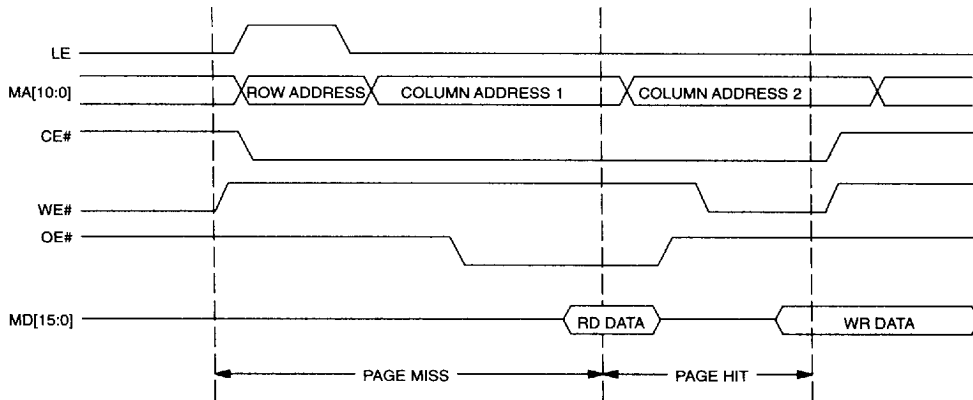 LE
MA[10:0] ROW ADDRESS COLUMN ADDRESS 1 COLUMN ADDRESS 2
CE#
WE#
OE#
MD[15:0] RD DATA WR DATA
PAGE MISS PAGE HIT